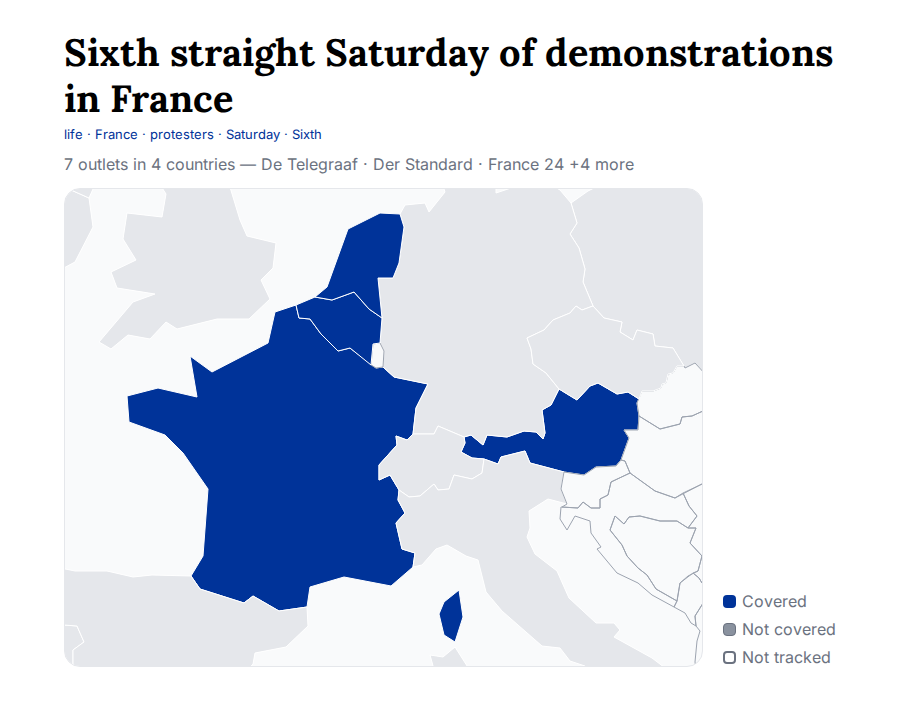 Sixth straight Saturday of demonstrations
in France
life · France · protesters · Saturday · Sixth
7 outlets in 4 countries — De Telegraaf · Der Standard · France 24 +4 more
Covered
Not covered
Not tracked